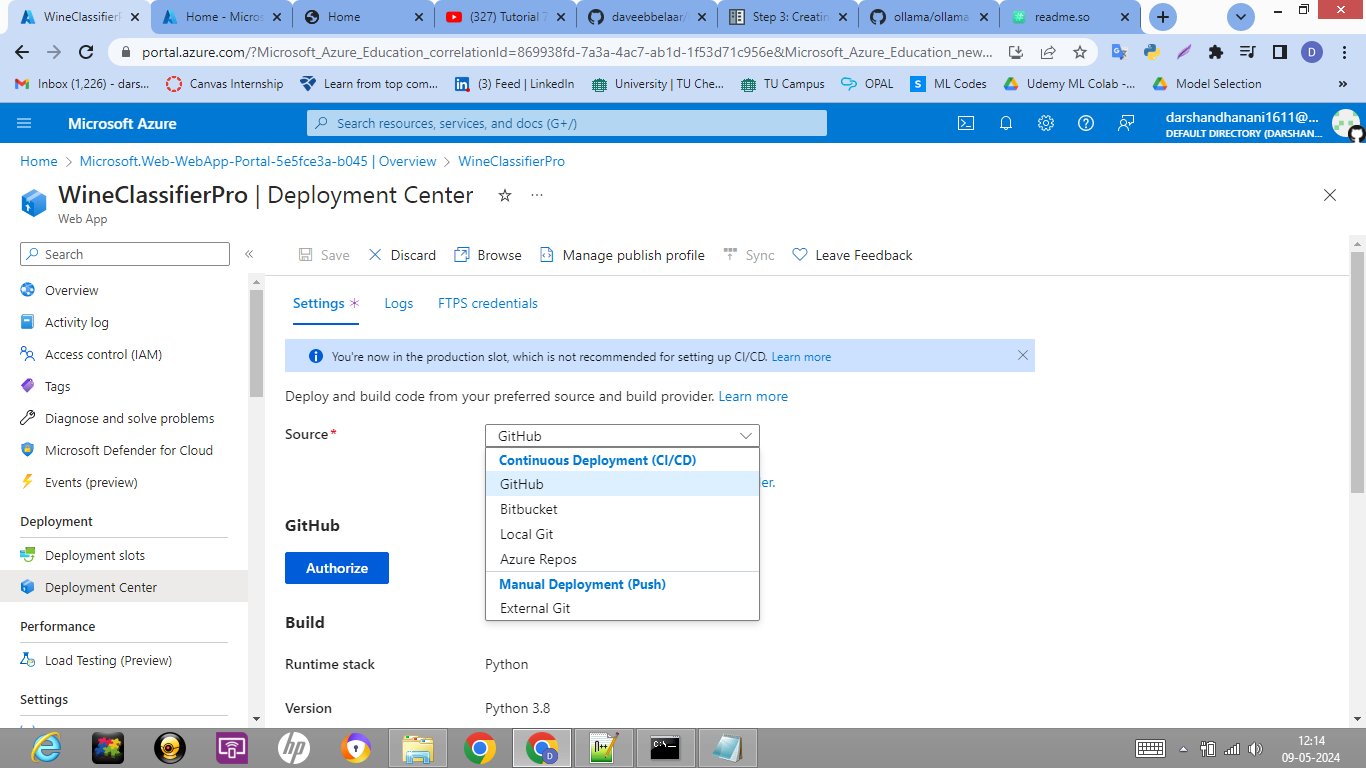 WineClassifierP
Home - Micros
Home
(327) Tutorial 7
daveebbelaar/
Step 3: Creatin
ollama/ollama
readme.so
portal.azure.com/?Microsoft_Azure_Education_correlationId=869938fd-7a3a-4ac7-ab1d-1f53d71c956e&Microsoft_Azure_Education_new...
D
Inbox (1,226) - dars...
Canvas Internship
Learn from top com...
(3) Feed | LinkedIn
University | TU Che...
TU Campus
OPAL
S ML Codes
Udemy ML Colab -...
Model Selection
»
Microsoft Azure
Search resources, services, and docs (G+/)
darshandhanani1611@...
DEFAULT DIRECTORY (DARSHAN...
Home > Microsoft.Web-WebApp-Portal-5e5fce3a-b045 | Overview > WineClassifierPro
WineClassifierPro | Deployment Center
Web App
Search
«
Overview
Activity log
Access control (IAM)
Tags
Diagnose and solve problems
Microsoft Defender for Cloud
Events (preview)
Deployment
Deployment slots
Deployment Center
Performance
Load Testing (Preview)
Settings
Save
Discard
Browse
Manage publish profile
Sync
Leave Feedback
Settings *
Logs
FTPS credentials
You're now in the production slot, which is not recommended for setting up CI/CD. Learn more
Deploy and build code from your preferred source and build provider. Learn more
Source*
GitHub
Continuous Deployment (CI/CD)
GitHub
Bitbucket
Local Git
Azure Repos
Manual Deployment (Push)
External Git
er.
GitHub
Authorize
Build
Runtime stack
Python
Version
Python 3.8
12:14
09-05-2024